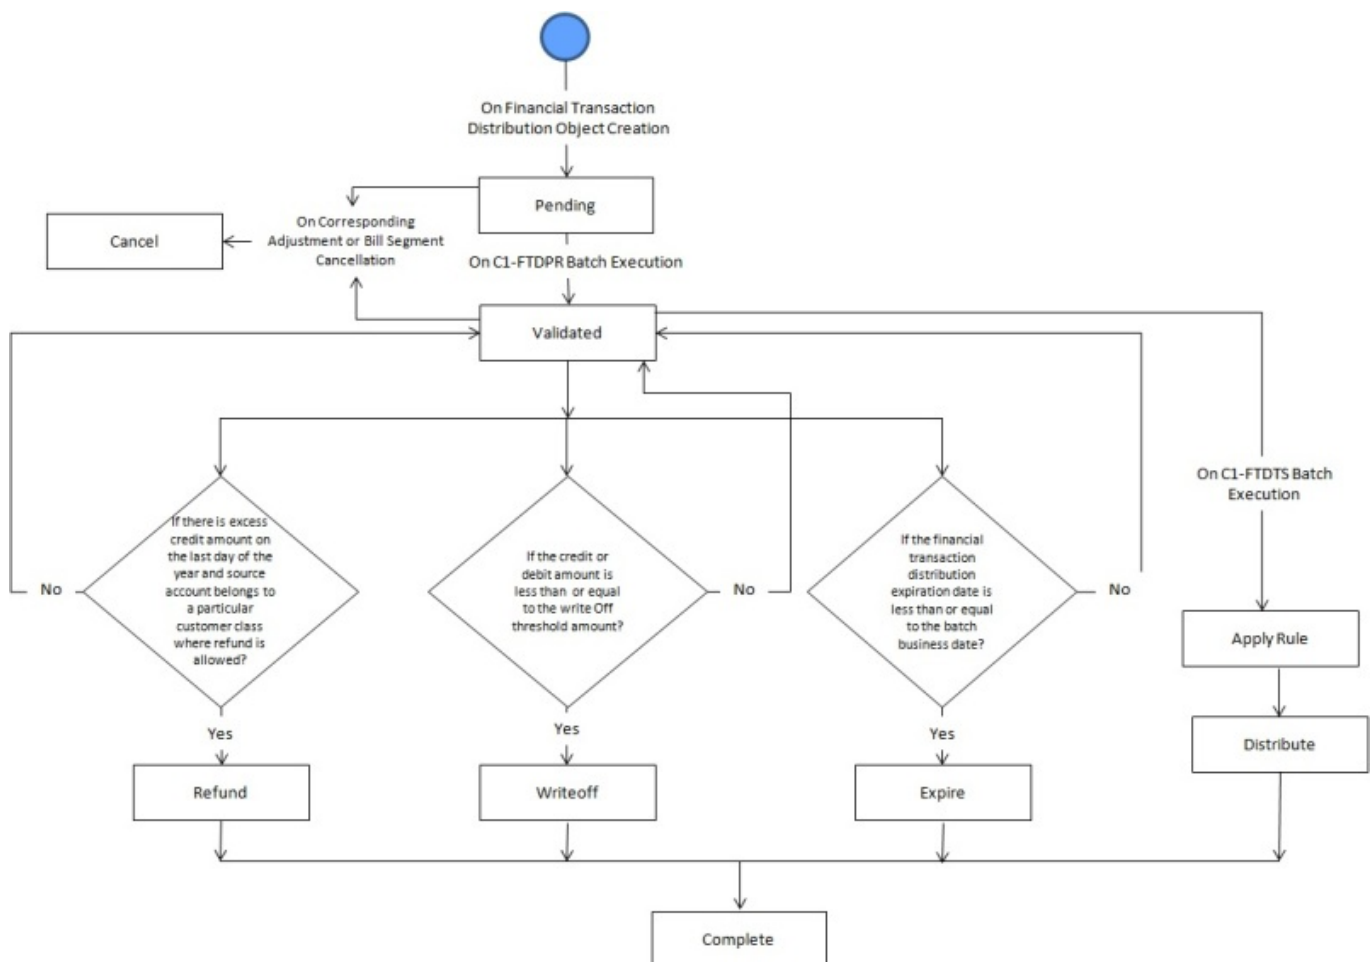 On Financial Transaction
Distribution Object Creation
Pending
On Corresponding
Adjustment or Bill Segment
Cancellation
Cancel
On C1-FTDPR Batch Execution
Validated
On C1-FTDTS Batch
Execution
If there is excess
credit amount on
the last day of the
year and source
account belongs to
a particular
customer class
where refund is
allowed?
No
If the credit or
debit amount is
less than or equal
to the write Off
threshold amount?
No
If the financial
transaction
distribution
expiration date is
less than or equal
to the batch
business date?
No
Apply Rule
Yes
Yes
Yes
Distribute
Refund
Writeoff
Expire
Complete